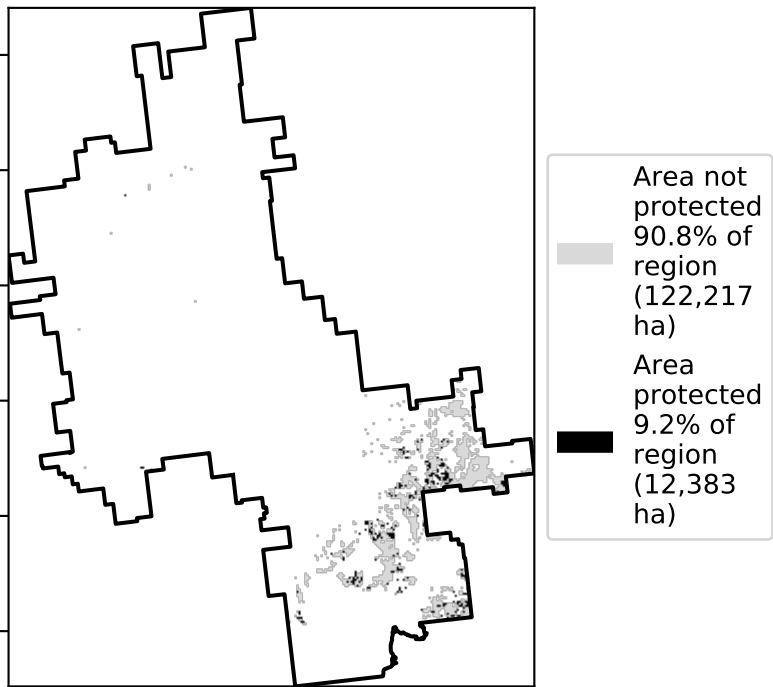 Area not
protected
90.8% of
region
(122,217
ha)
Area
protected
9.2% of
region
(12,383
ha)